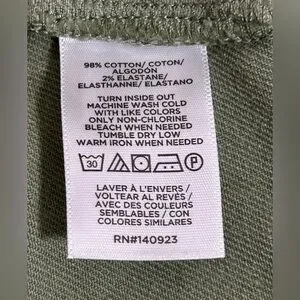 98% COTTON/ COTON/
ALGODÓN
2% ELASTANE/
ELASTHANNE/ ELASTANO
TURN INSIDE OUT
MACHINE WASH COLD
WITH LIKE COLORS
ONLY NON-CHLORINE
BLEACH WHEN NEEDED
TUMBLE DRY LOW
WARM IRON WHEN NEEDED
30 P
LAVER À L'ENVERS /
VOLTEAR AL REVÉS /
AVEC DES COULEURS
SEMBLABLES / CON
COLORES SIMILARES
RN#140923